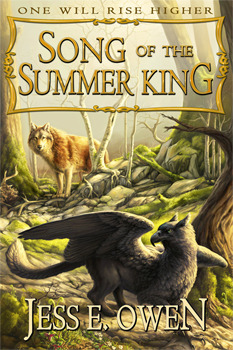 ONE WILL RISE HIGHER
SONG OF THE
SUMMER KING
JESS E. OWEN